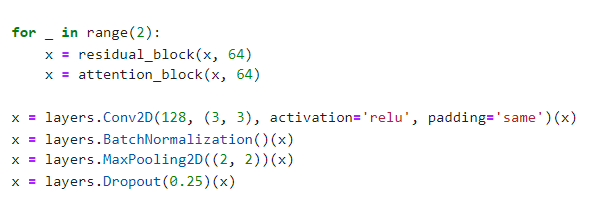 for _ in range(2):
    x = residual_block(x, 64)
    x = attention_block(x, 64)

x = layers.Conv2D(128, (3, 3), activation='relu', padding='same')(x)
x = layers.BatchNormalization()(x)
x = layers.MaxPooling2D((2, 2))(x)
x = layers.Dropout(0.25)(x)